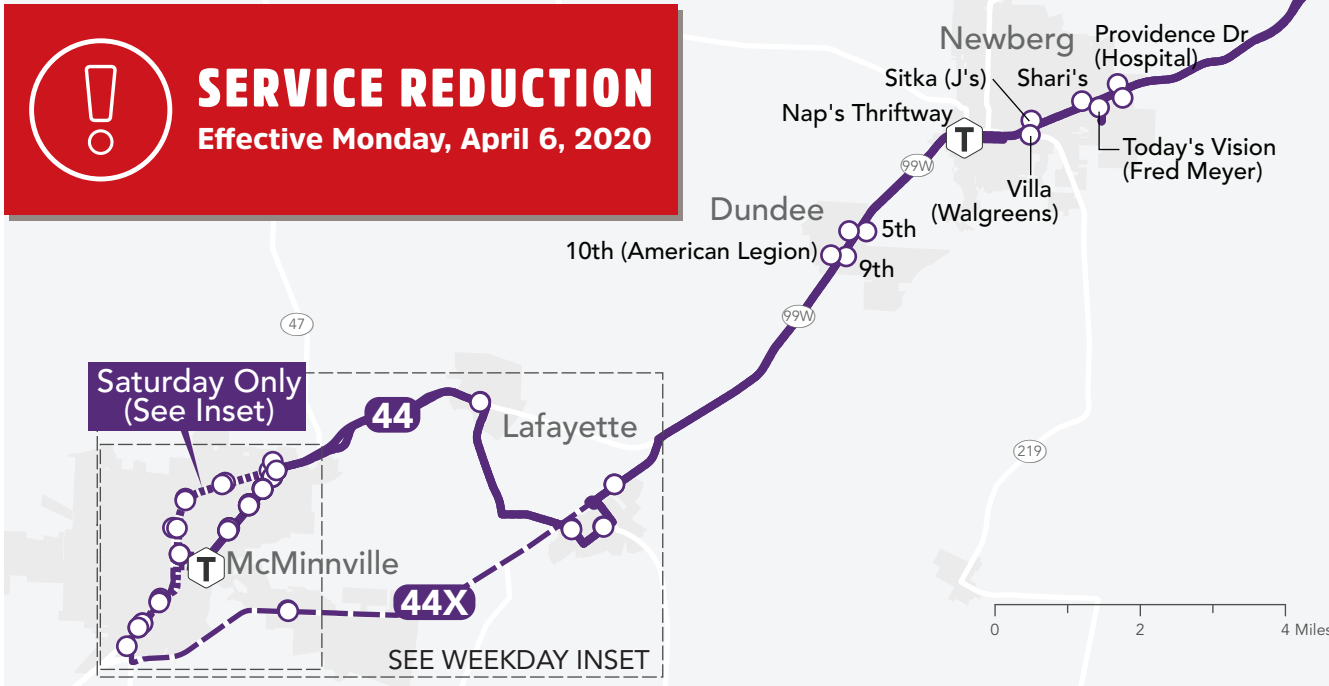 SERVICE REDUCTION
Effective Monday, April 6, 2020
Newberg
Providence Dr
(Hospital)
Sitka (J's)
Shari's
Nap's Thriftway
T
Today's Vision
(Fred Meyer)
99W
Villa
(Walgreens)
Dundee
5th
10th (American Legion)
9th
99W
47
Saturday Only
(See Inset)
44
Lafayette
219
T
McMinnville
44X
0
2
4 Miles
SEE WEEKDAY INSET